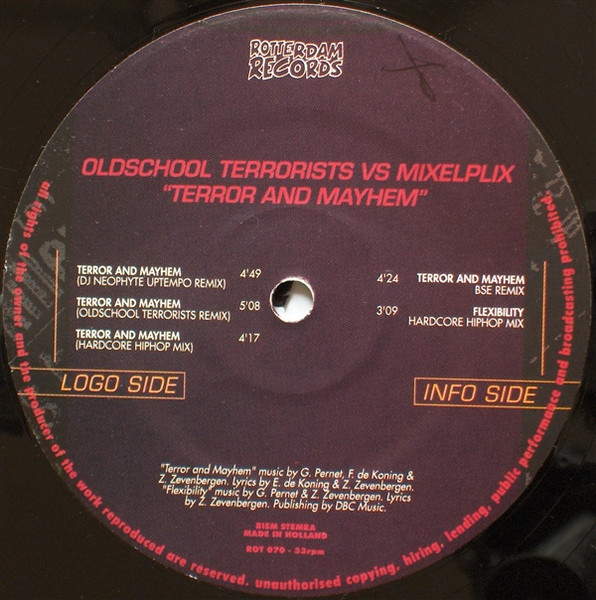 ROTTERDAM
RECORDS
OLDSCHOOL TERRORISTS VS MIXELPLIX
"TERROR AND MAYHEM"
TERROR AND MAYHEM 4'49
(DJ NEOPHYTE UPTEMPO REMIX)
TERROR AND MAYHEM 5'08
(OLDSCHOOL TERRORISTS REMIX)
TERROR AND MAYHEM 4'17
(HARDCORE HIPHOP MIX)
LOGO SIDE
4'24 TERROR AND MAYHEM
BSE REMIX
3'09 FLEXIBILITY
HARDCORE HIPHOP MIX
INFO SIDE
"Terror and Mayhem" music by G. Pernet, F. de Koning &
Z. Zevenbergen. Lyrics by E. de Koning & Z. Zevenbergen.
"Flexibility" music by G. Pernet & Z. Zevenbergen. Lyrics
by Z. Zevenbergen. Publishing by DBC Music.
BIEM STEMRA
MADE IN HOLLAND
ROT 070 - 33rpm
all rights of the owner and the producer of the work reproduced are reserved. unauthorised copying, hiring, lending, public performance and broadcasting prohibited